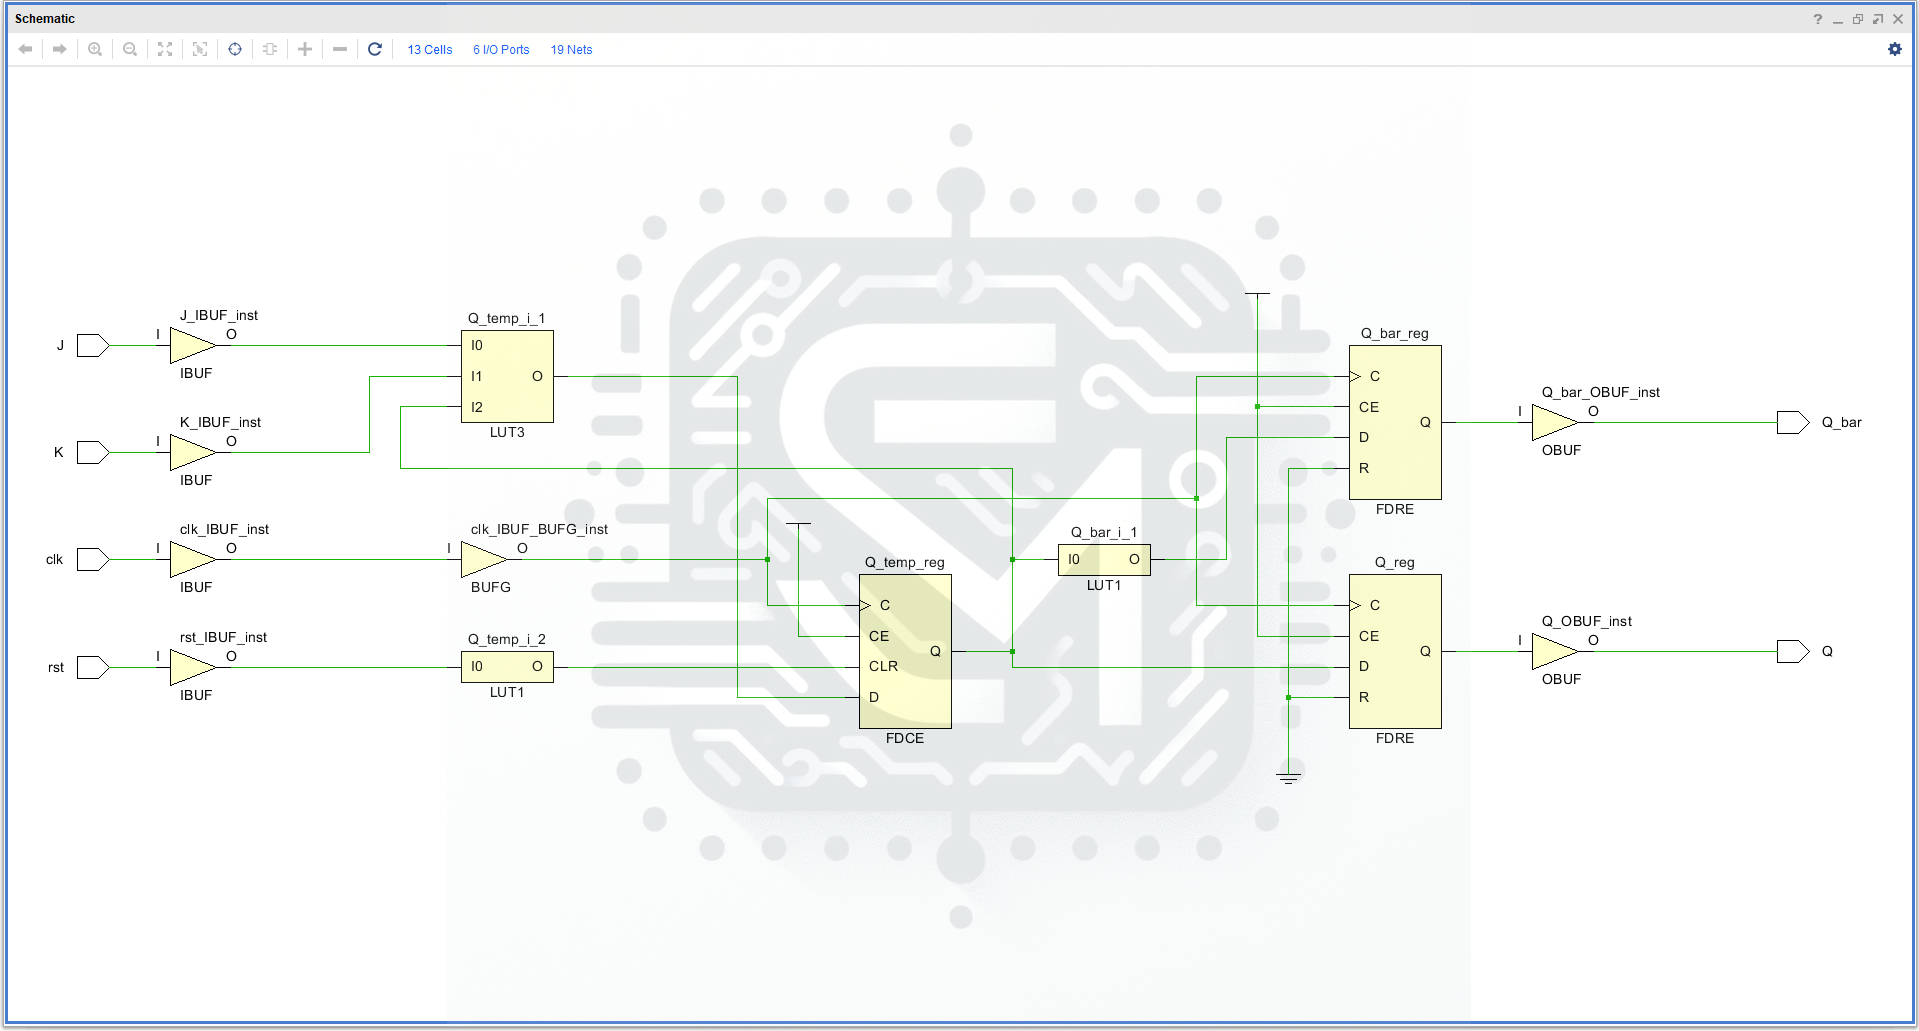 Schematic
13 Cells 6 I/O Ports 19 Nets
J
J_IBUF_inst
I O
IBUF
K
K_IBUF_inst
I O
IBUF
clk
clk_IBUF_inst
I O
IBUF
rst
rst_IBUF_inst
I O
IBUF
Q_temp_i_1
I0
I1 O
I2
LUT3
clk_IBUF_BUFG_inst
I O
BUFG
Q_temp_i_2
I0 O
LUT1
Q_temp_reg
C
CE
Q
CLR
D
FDCE
Q_bar_i_1
I0 O
LUT1
Q_bar_reg
C
CE
Q
D
R
FDRE
Q_reg
C
CE
Q
D
R
FDRE
Q_bar_OBUF_inst
I O
OBUF
Q_bar
Q_OBUF_inst
I O
OBUF
Q